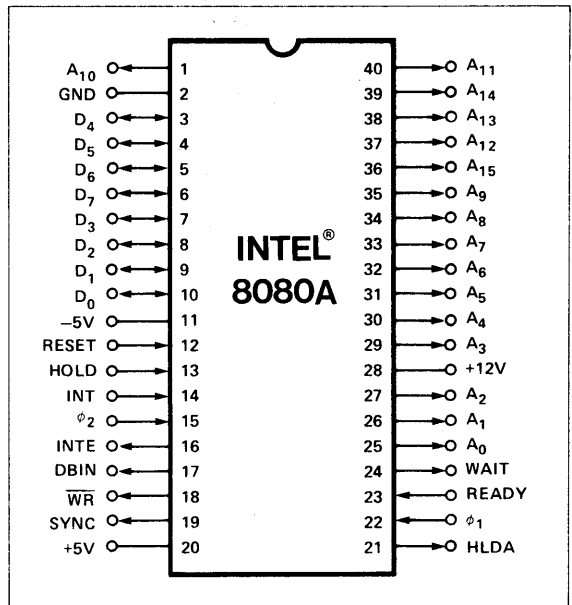 A10 1 40 A11
GND 2 39 A14
D4 3 38 A13
D5 4 37 A12
D6 5 36 A15
D7 6 35 A9
D3 7 34 A8
D2 8 33 A7
D1 9 32 A6
D0 10 31 A5
INTEL®
8080A
−5V 11 30 A4
RESET 12 29 A3
HOLD 13 28 +12V
INT 14 27 A2
ϕ2 15 26 A1
INTE 16 25 A0
DBIN 17 24 WAIT
W̅R̅ 18 23 READY
SYNC 19 22 ϕ1
+5V 20 21 HLDA